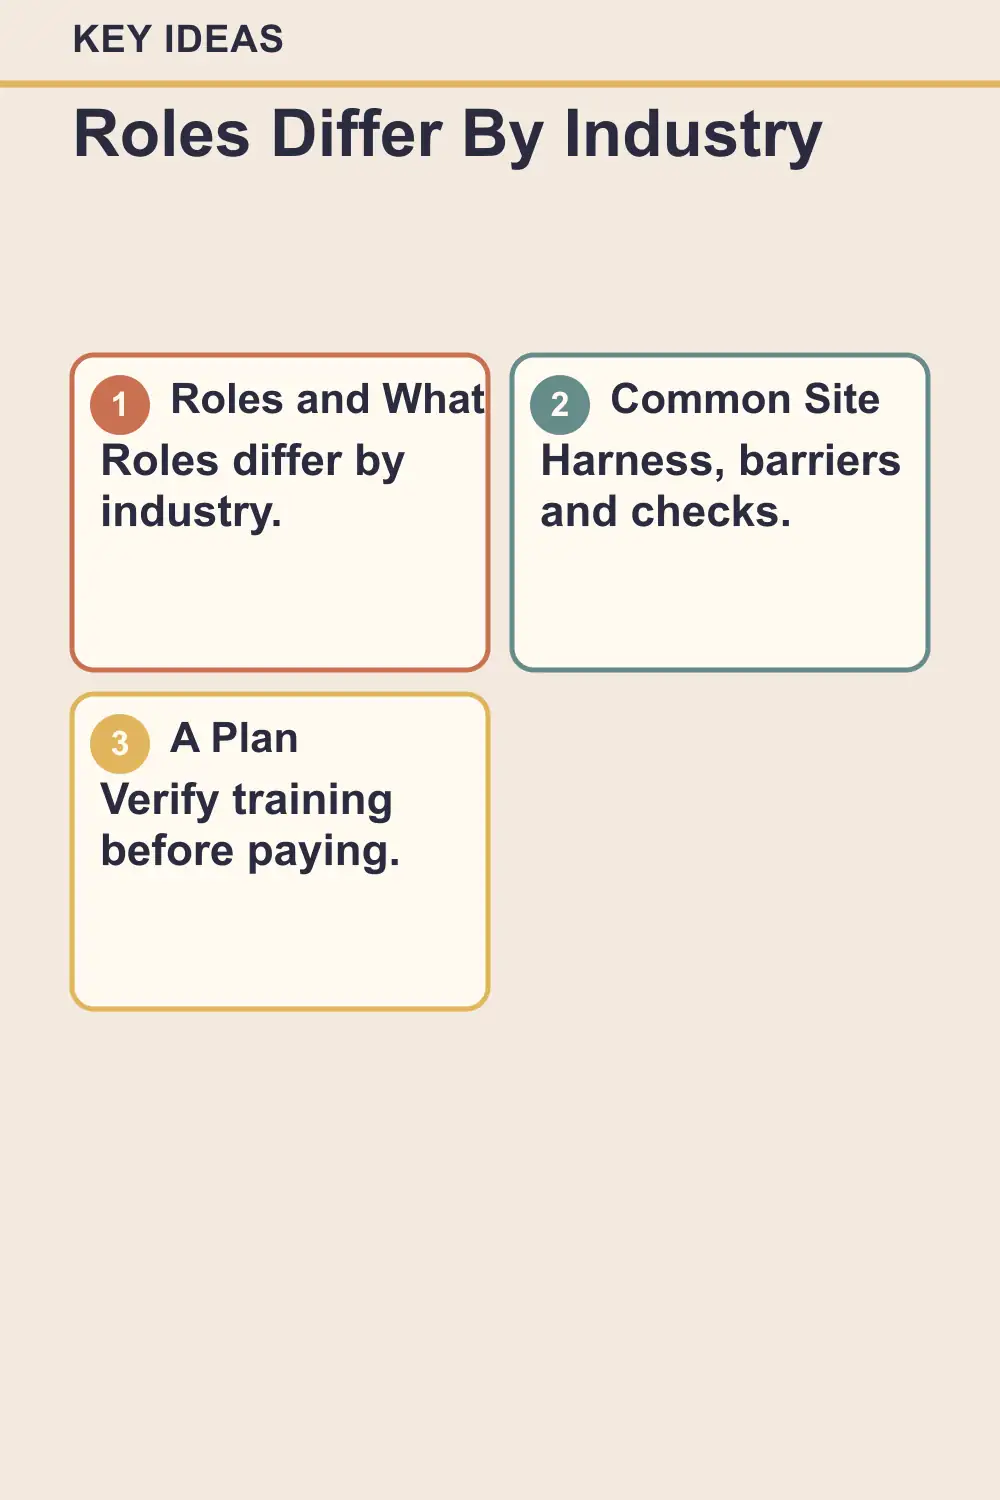 KEY IDEAS
Roles Differ By Industry
1 Roles and What
Roles differ by
industry.
2 Common Site
Harness, barriers
and checks.
3 A Plan
Verify training
before paying.